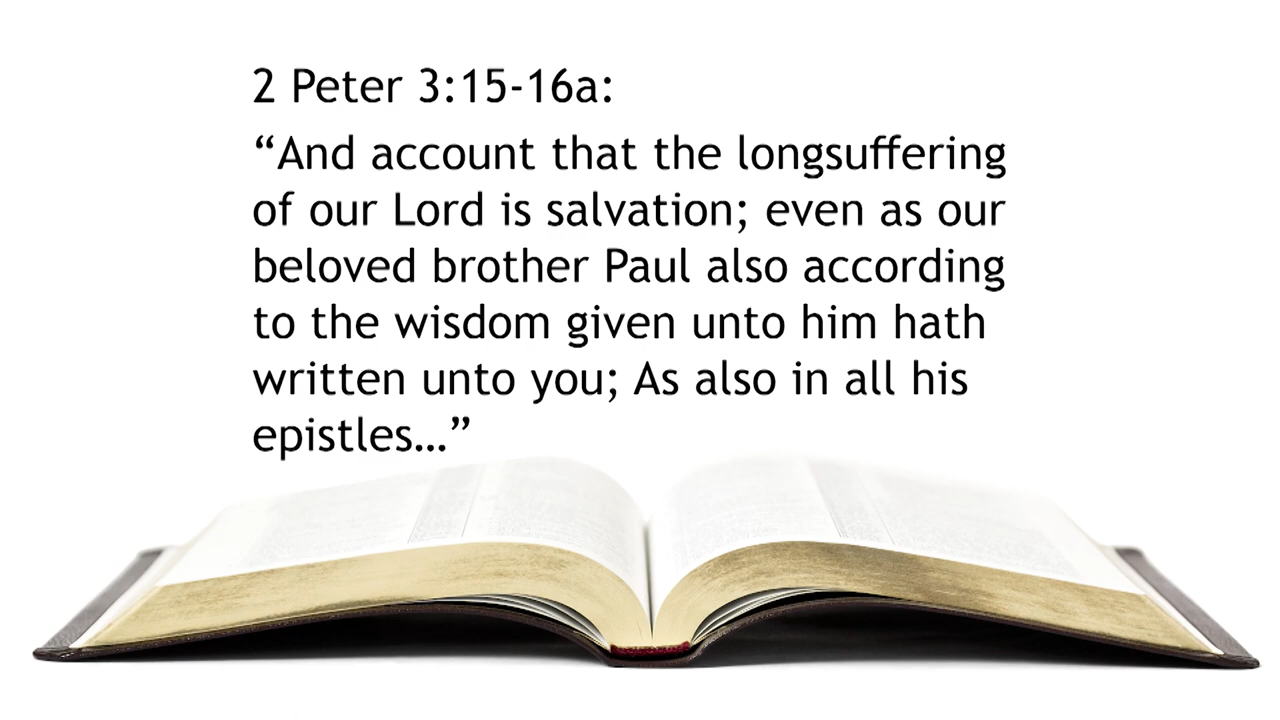 2 Peter 3:15-16a:
“And account that the longsuffering
of our Lord is salvation; even as our
beloved brother Paul also according
to the wisdom given unto him hath
written unto you; As also in all his
epistles…”